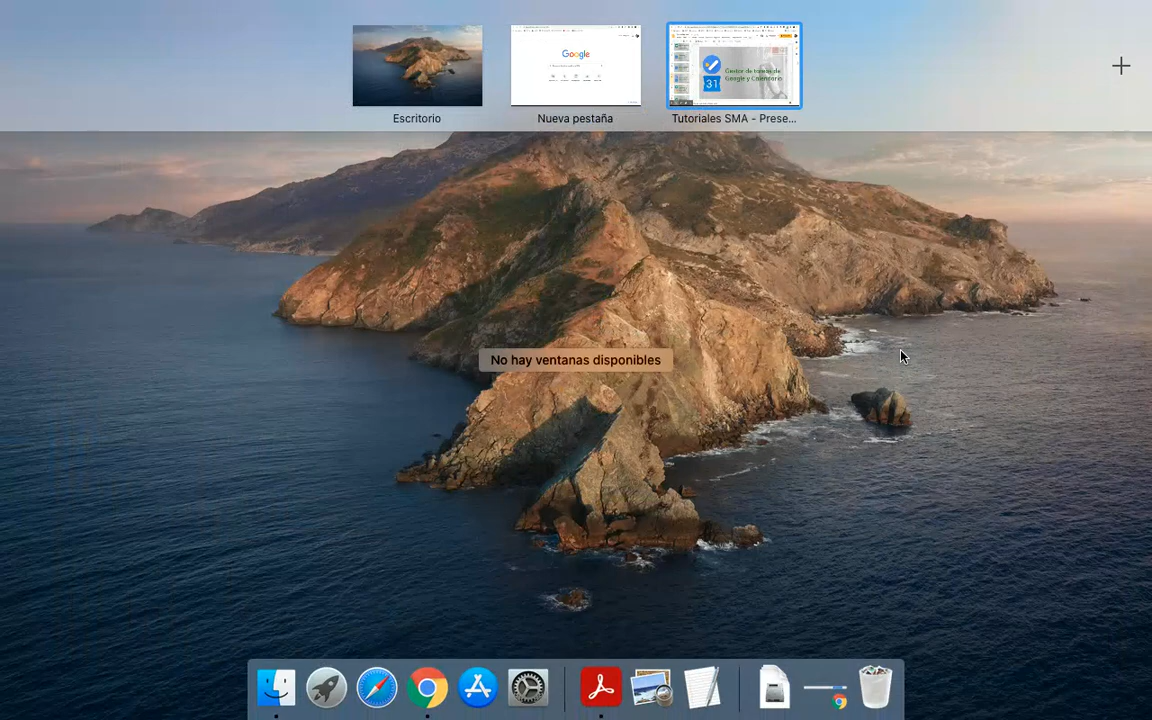 Google
Gestor de tareas de
Google y Calendario
31
Escritorio
Nueva pestaña
Tutoriales SMA - Prese...
No hay ventanas disponibles